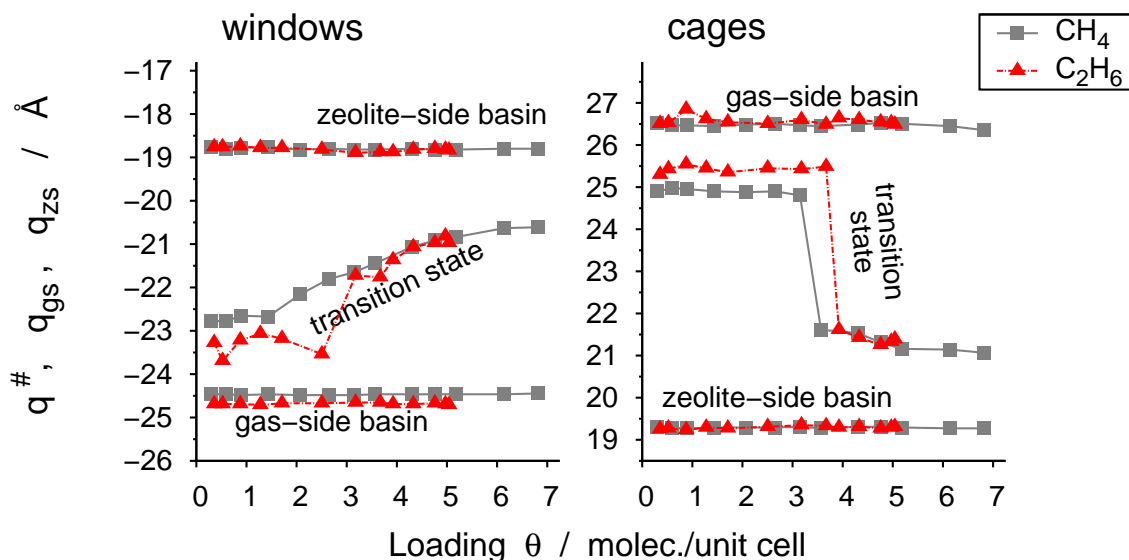 windows
cages
CH4
C2H6
q#, qgs, qzs / Å
−17
−18
−19
−20
−21
−22
−23
−24
−25
−26
zeolite−side basin
transition state
gas−side basin
0 1 2 3 4 5 6 7
27
26
25
24
23
22
21
20
19
gas−side basin
transition
state
zeolite−side basin
0 1 2 3 4 5 6 7
Loading θ / molec./unit cell